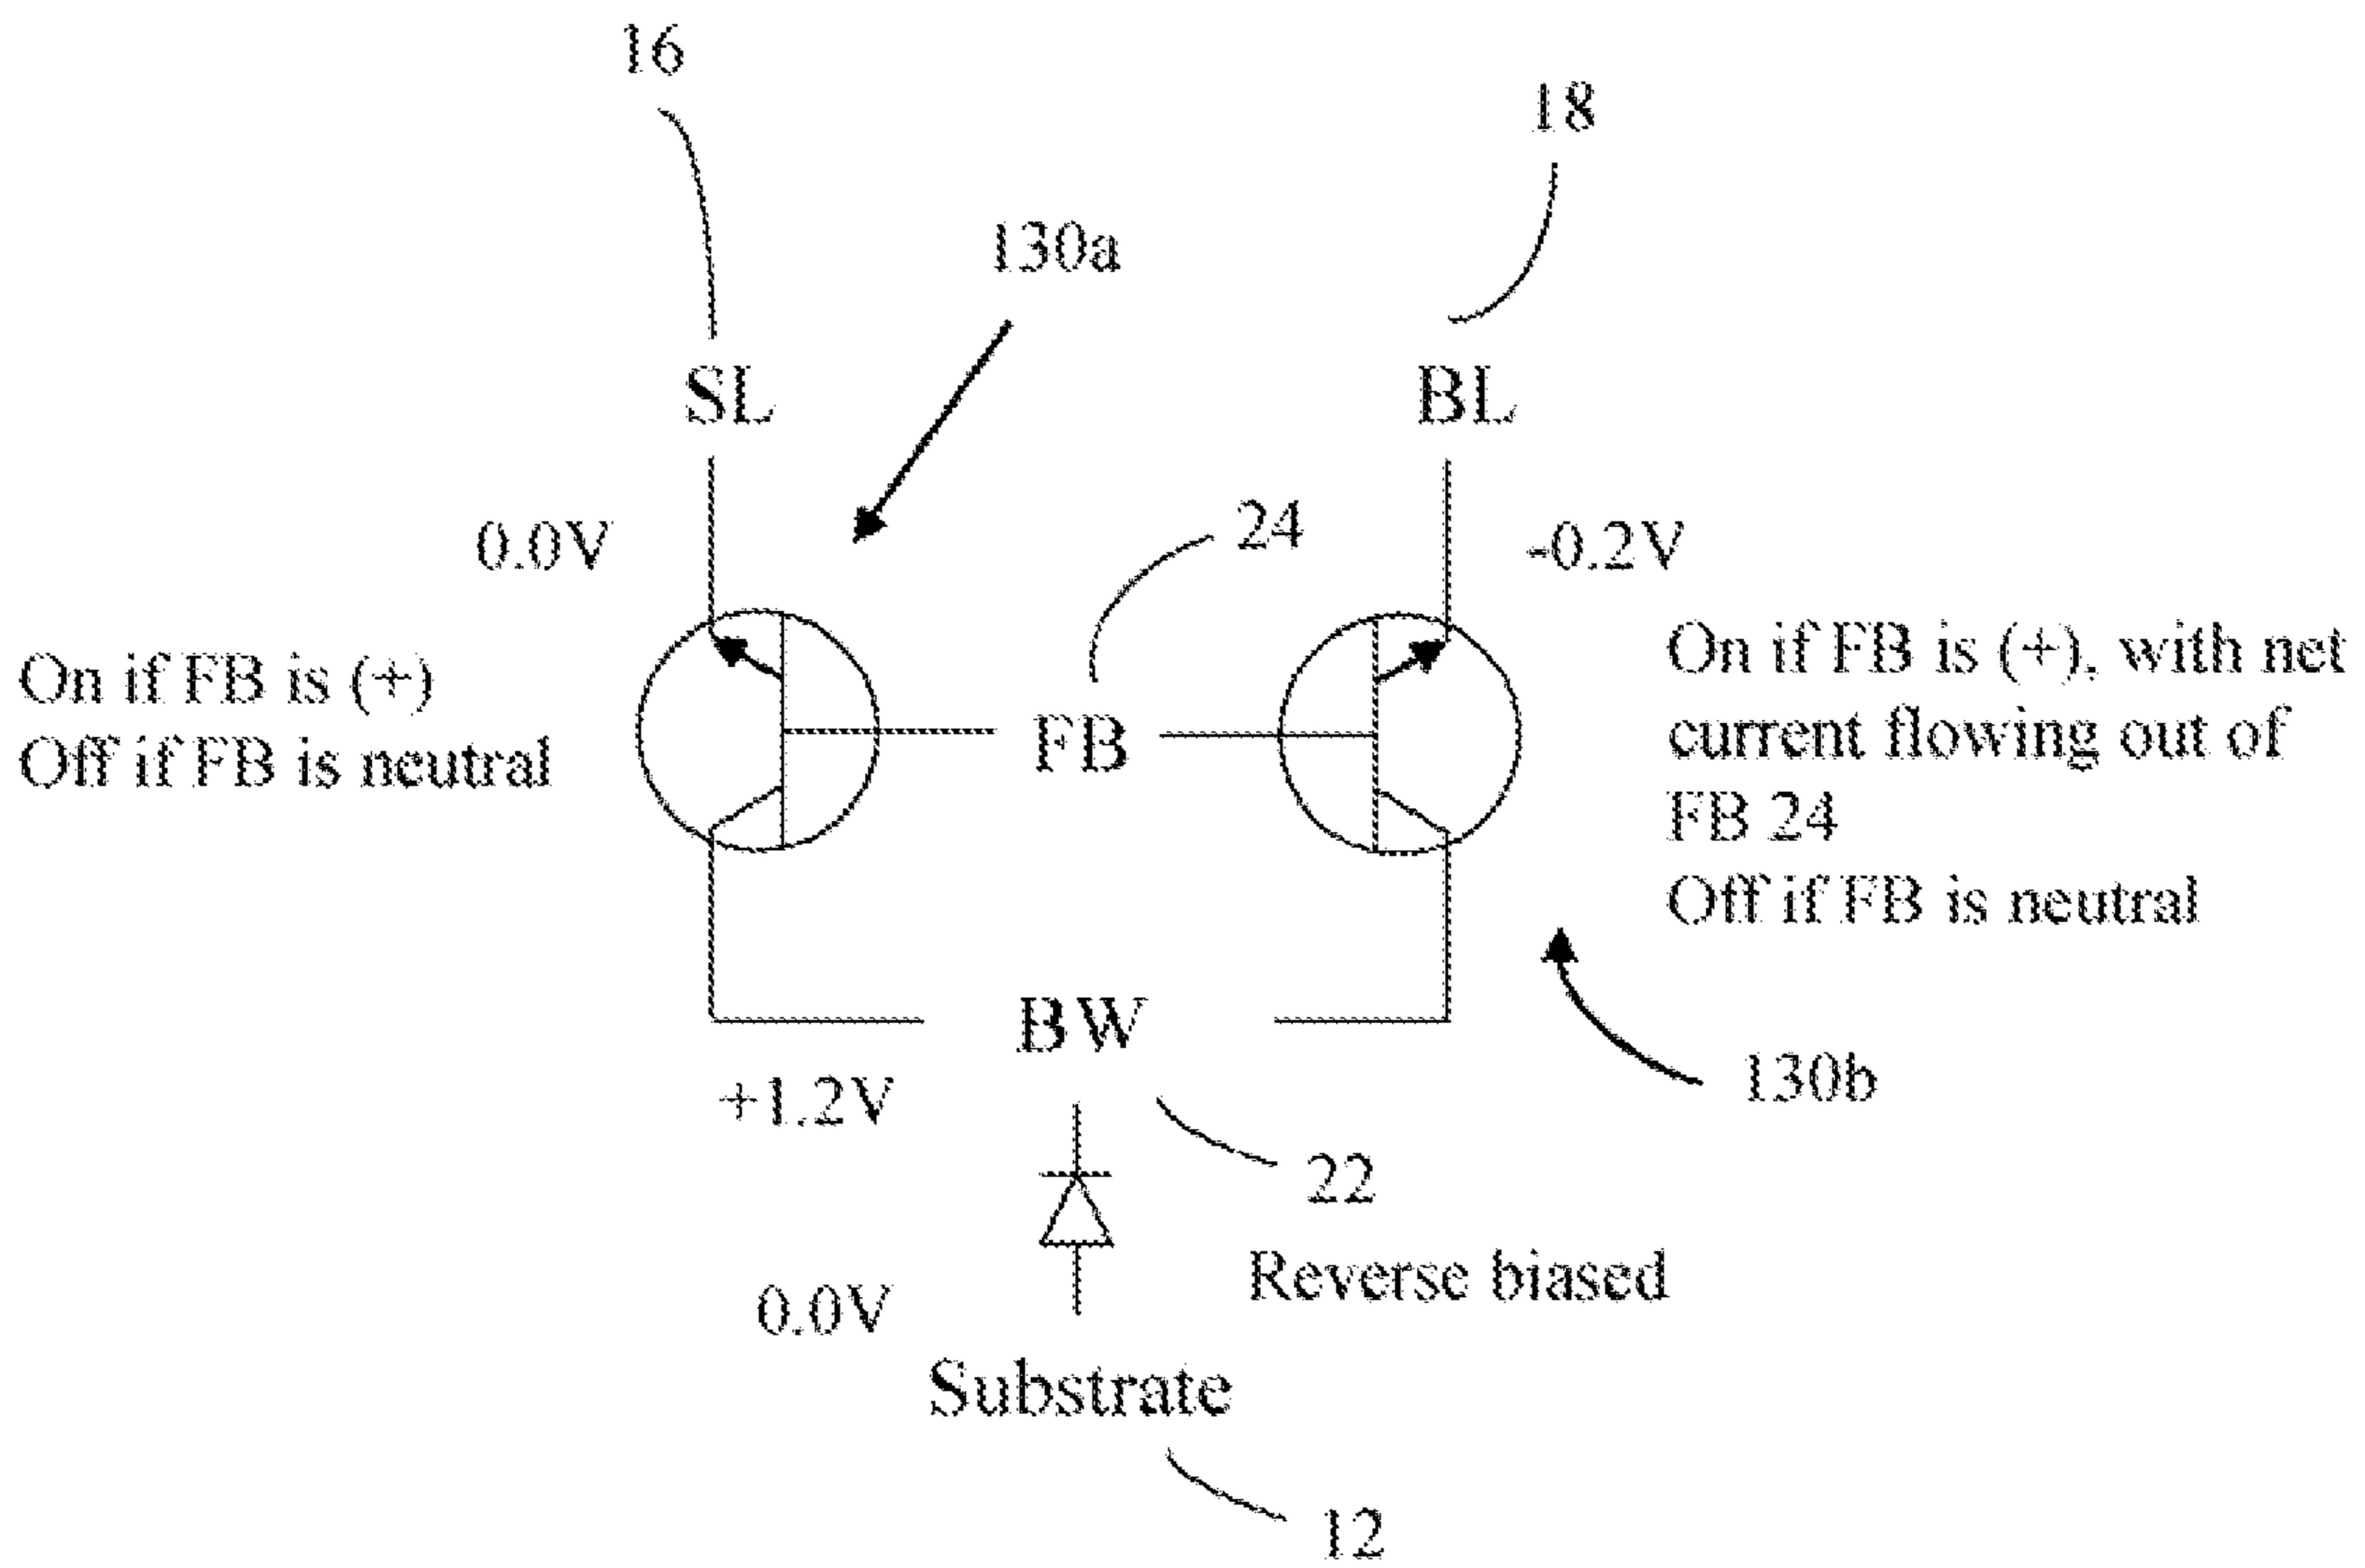 16
18
130a
SL
BL
0.0V
24
-0.2V
On if FB is (+)
Off if FB is neutral
FB
On if FB is (+), with net
current flowing out of
FB 24
Off if FB is neutral
BW
+1.2V
130b
22
Reverse biased
0.0V
Substrate
12